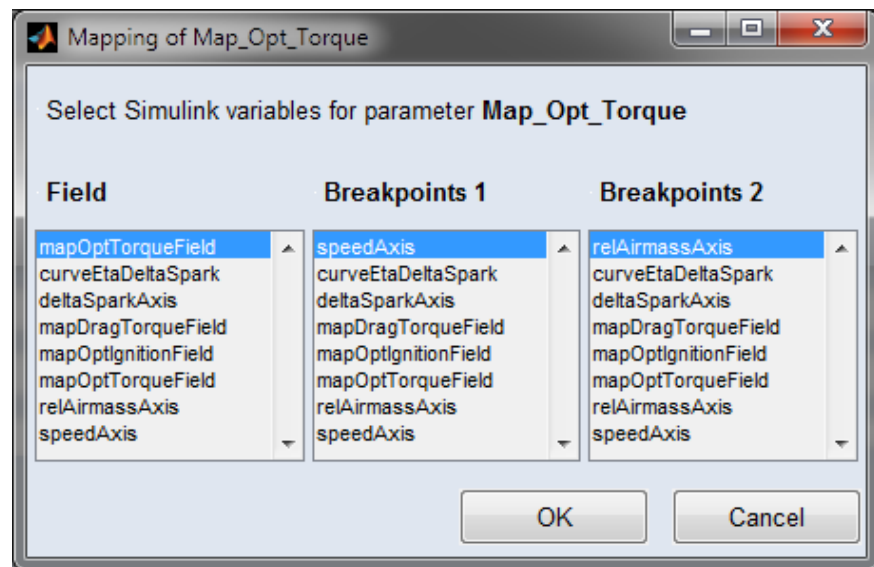 Mapping of Map_Opt_Torque
Select Simulink variables for parameter Map_Opt_Torque
Field
Breakpoints 1
Breakpoints 2
mapOptTorqueField
curveEtaDeltaSpark
deltaSparkAxis
mapDragTorqueField
mapOptIgnitionField
mapOptTorqueField
relAirmassAxis
speedAxis
speedAxis
curveEtaDeltaSpark
deltaSparkAxis
mapDragTorqueField
mapOptIgnitionField
mapOptTorqueField
relAirmassAxis
speedAxis
relAirmassAxis
curveEtaDeltaSpark
deltaSparkAxis
mapDragTorqueField
mapOptIgnitionField
mapOptTorqueField
relAirmassAxis
speedAxis
OK
Cancel